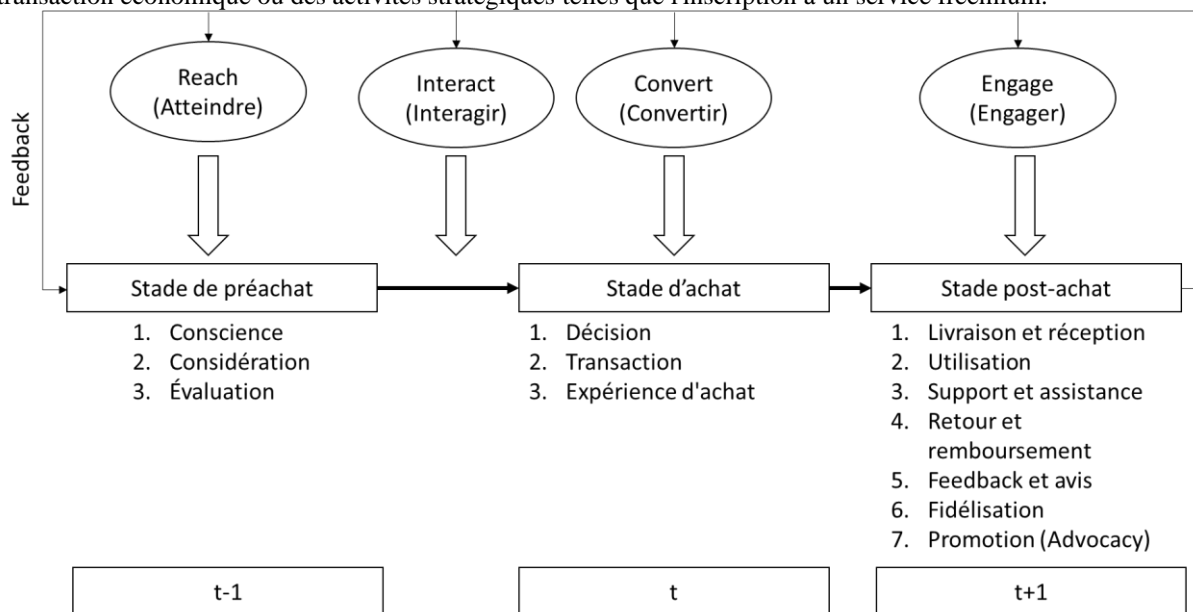 transaction économique ou des activités stratégiques telles que l'inscription à un service freemium.
Reach
(Atteindre)
Interact
(Interagir)
Convert
(Convertir)
Engage
(Engager)
Feedback
Stade de préachat
Stade d'achat
Stade post-achat
1. Conscience
2. Considération
3. Évaluation
1. Décision
2. Transaction
3. Expérience d'achat
1. Livraison et réception
2. Utilisation
3. Support et assistance
4. Retour et
remboursement
5. Feedback et avis
6. Fidélisation
7. Promotion (Advocacy)
t-1
t
t+1